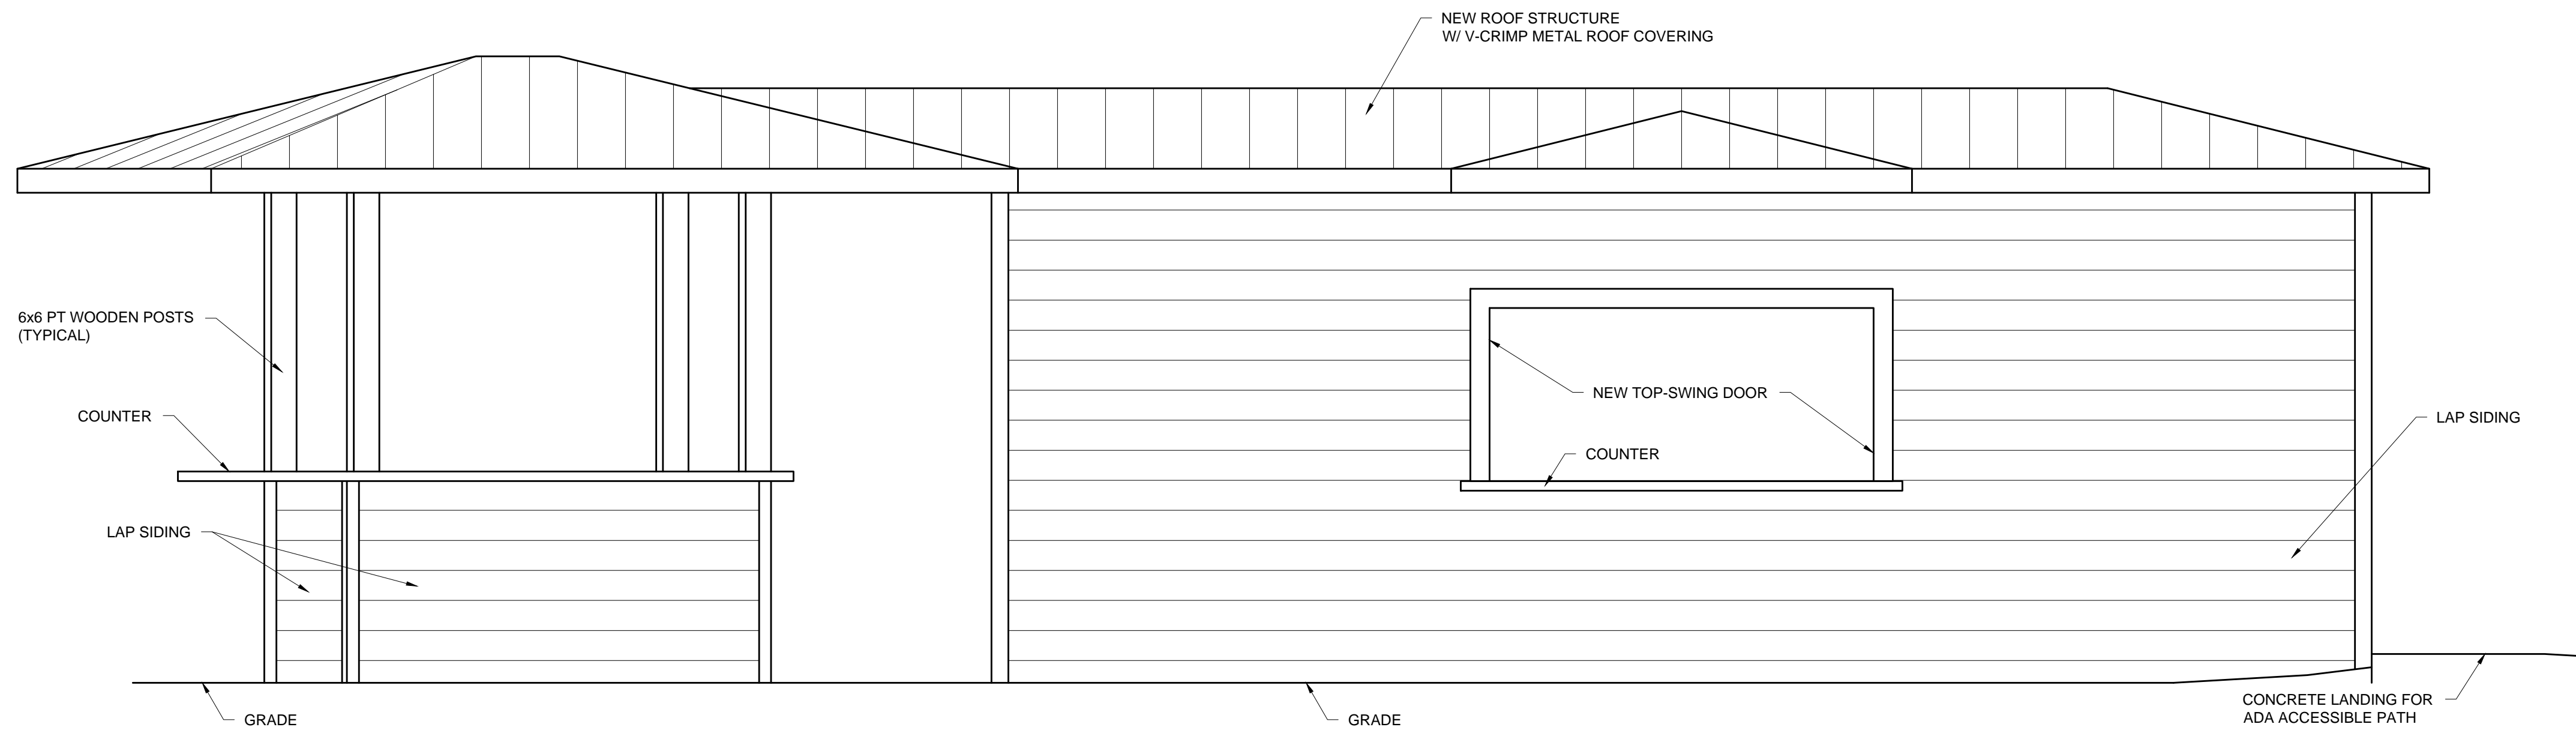 NEW ROOF STRUCTURE
W/ V-CRIMP METAL ROOF COVERING
6x6 PT WOODEN POSTS
(TYPICAL)
COUNTER
LAP SIDING
NEW TOP-SWING DOOR
COUNTER
LAP SIDING
GRADE
GRADE
CONCRETE LANDING FOR
ADA ACCESSIBLE PATH